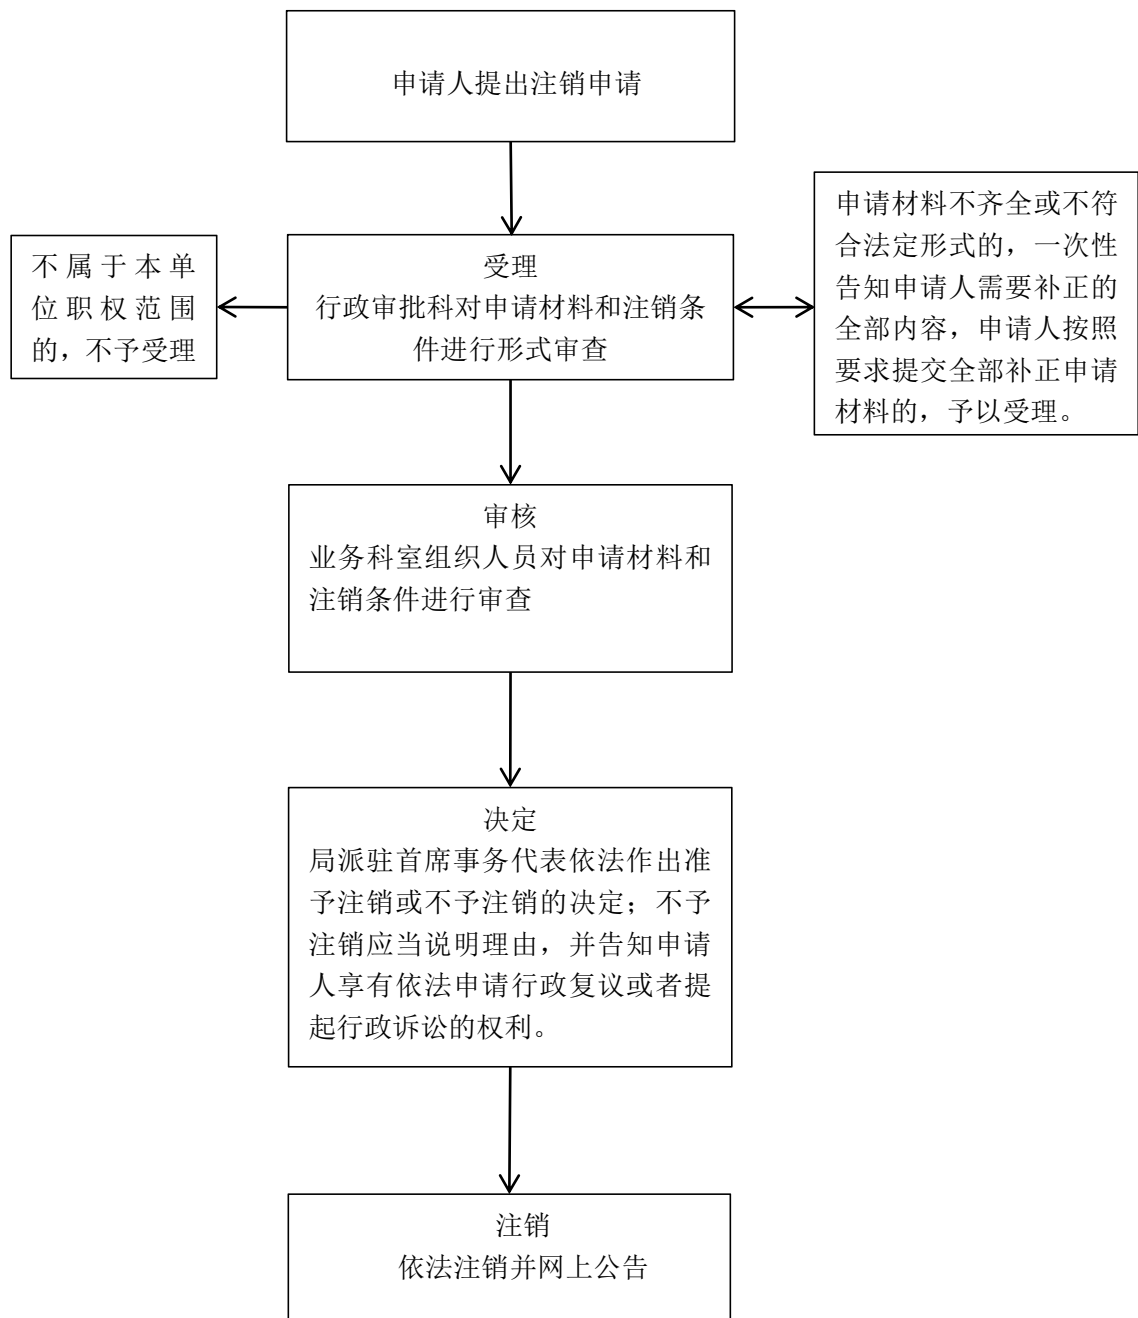 申请人提出注销申请
不属于本单
位职权范围
的，不予受理
受理
行政审批科对申请材料和注销条
件进行形式审查
申请材料不齐全或不符
合法定形式的，一次性
告知申请人需要补正的
全部内容，申请人按照
要求提交全部补正申请
材料的，予以受理。
审核
业务科室组织人员对申请材料和
注销条件进行审查
决定
局派驻首席事务代表依法作出准
予注销或不予注销的决定；不予
注销应当说明理由，并告知申请
人享有依法申请行政复议或者提
起行政诉讼的权利。
注销
依法注销并网上公告